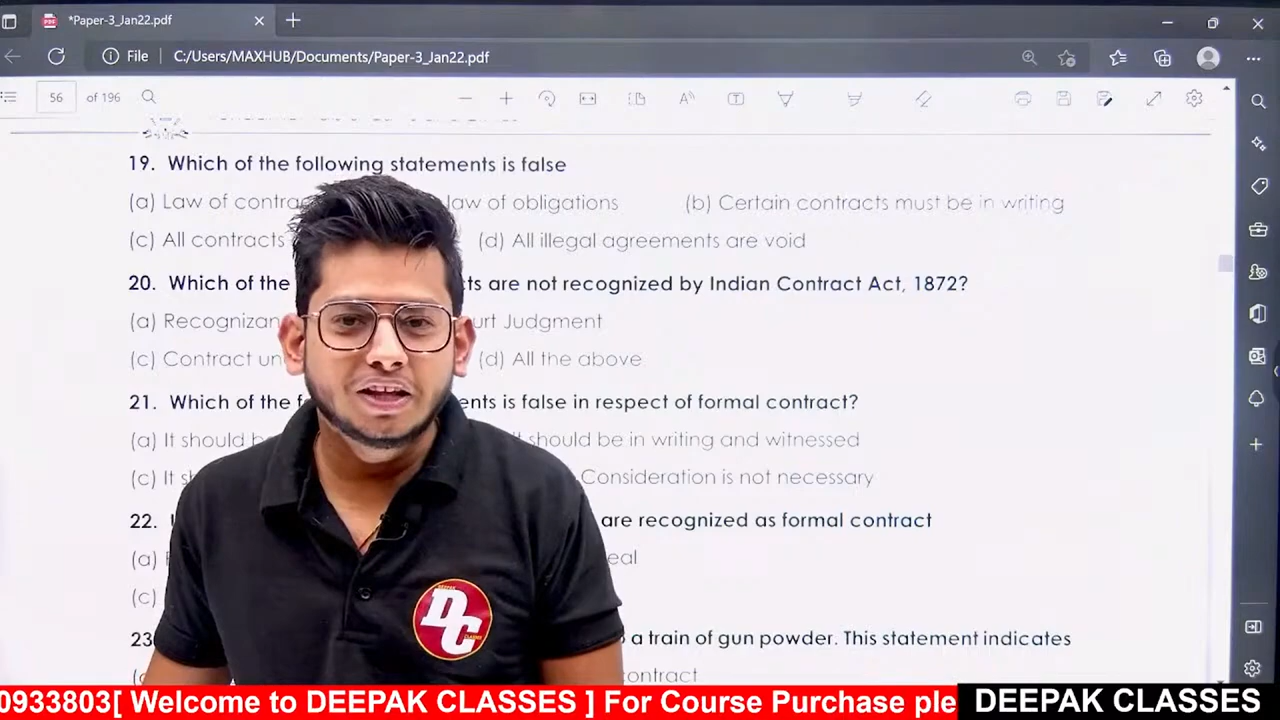 *Paper-3_Jan22.pdf
File C:/Users/MAXHUB/Documents/Paper-3_Jan22.pdf
56 of 196
19. Which of the following statements is false
(a) Law of contra law of obligations (b) Certain contracts must be in writing
(c) All contracts (d) All illegal agreements are void
20. Which of the cts are not recognized by Indian Contract Act, 1872?
(a) Recognizan urt Judgment
(c) Contract un (d) All the above
21. Which of the f ents is false in respect of formal contract?
(a) It should b t should be in writing and witnessed
(c) It s Consideration is not necessary
22. are recognized as formal contract
(a) eal
(c)
23 a train of gun powder. This statement indicates
contract
DEEPAK
DC
CLASSES
0933803[ Welcome to DEEPAK CLASSES ] For Course Purchase ple
DEEPAK CLASSES